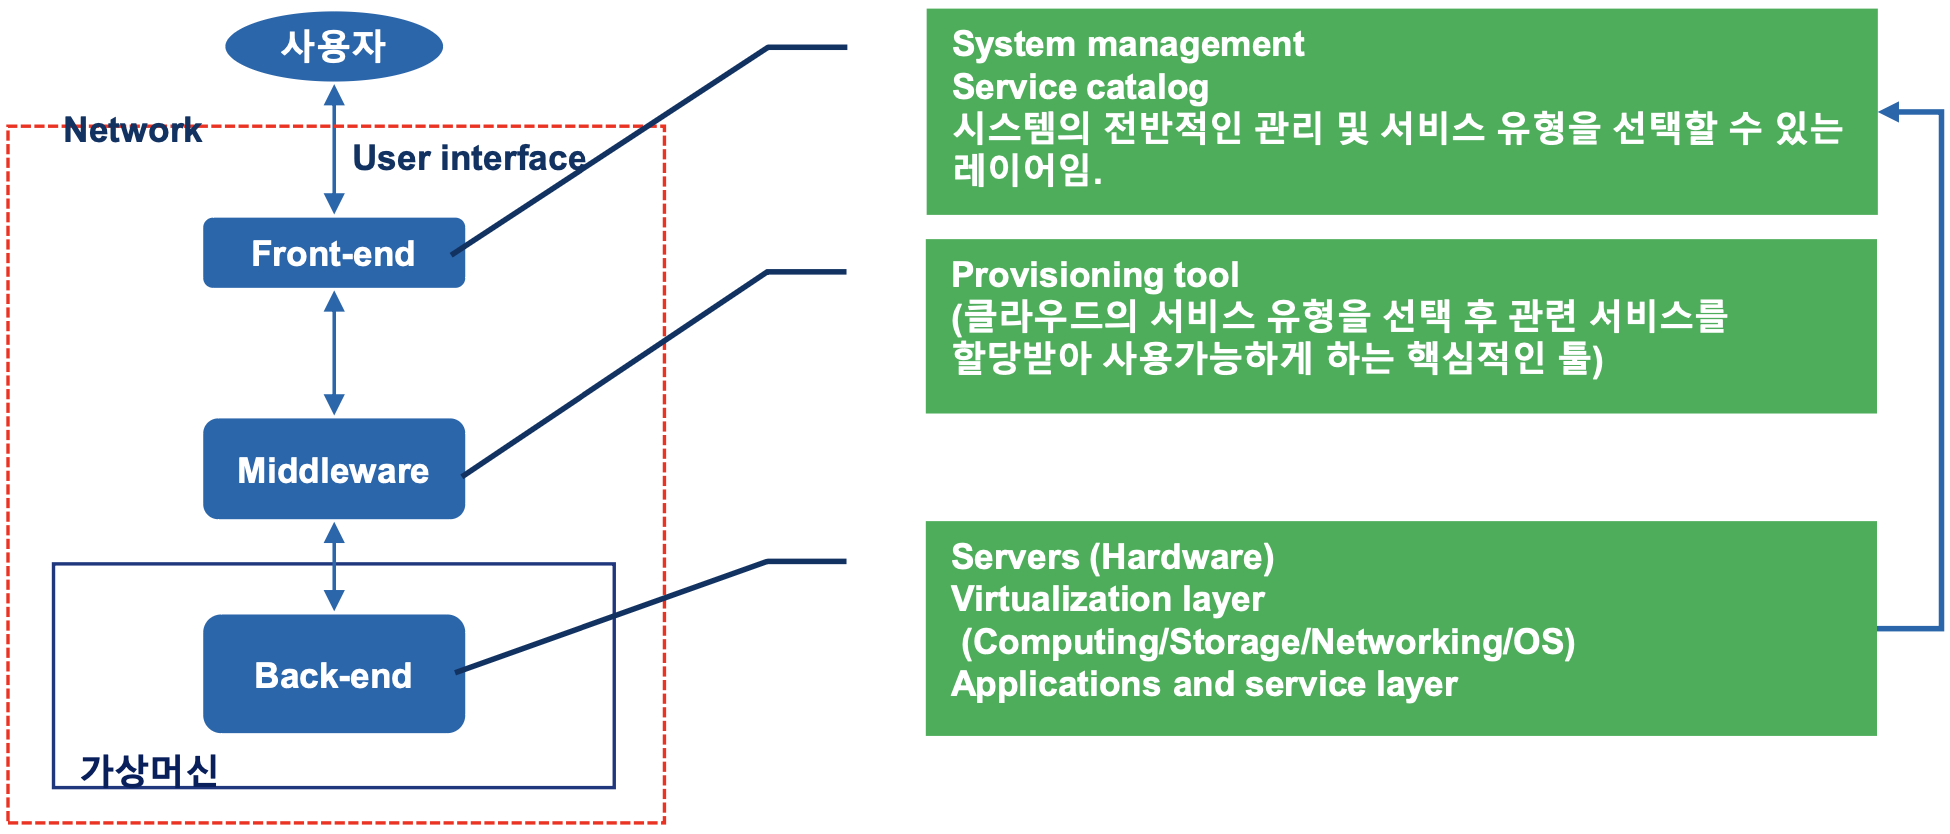 사용자
Network
User interface
Front-end
Middleware
Back-end
가상머신
System management
Service catalog
시스템의 전반적인 관리 및 서비스 유형을 선택할 수 있는
레이어임.
Provisioning tool
(클라우드의 서비스 유형을 선택 후 관련 서비스를
할당받아 사용가능하게 하는 핵심적인 툴)
Servers (Hardware)
Virtualization layer
(Computing/Storage/Networking/OS)
Applications and service layer